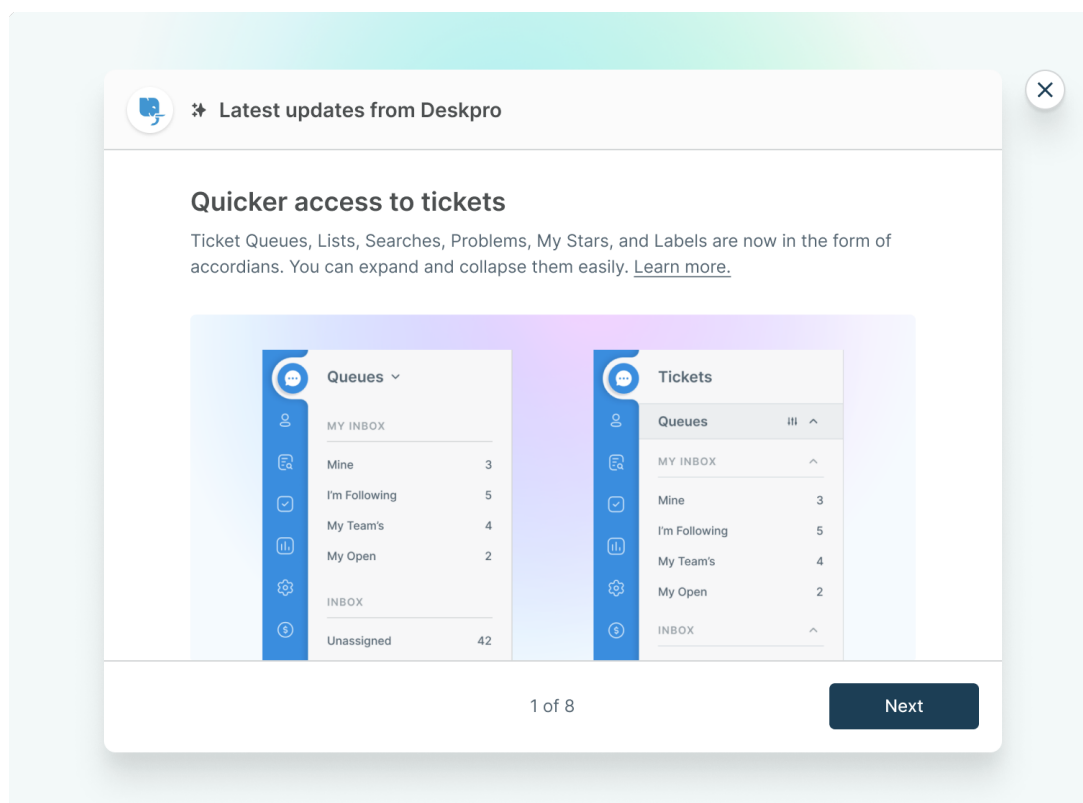 Latest updates from Deskpro
Quicker access to tickets
Ticket Queues, Lists, Searches, Problems, My Stars, and Labels are now in the form of
accordians. You can expand and collapse them easily. Learn more.
Queues
MY INBOX
Mine 3
I'm Following 5
My Team's 4
My Open 2
INBOX
Unassigned 42
Tickets
Queues
MY INBOX
Mine 3
I'm Following 5
My Team's 4
My Open 2
INBOX
1 of 8
Next